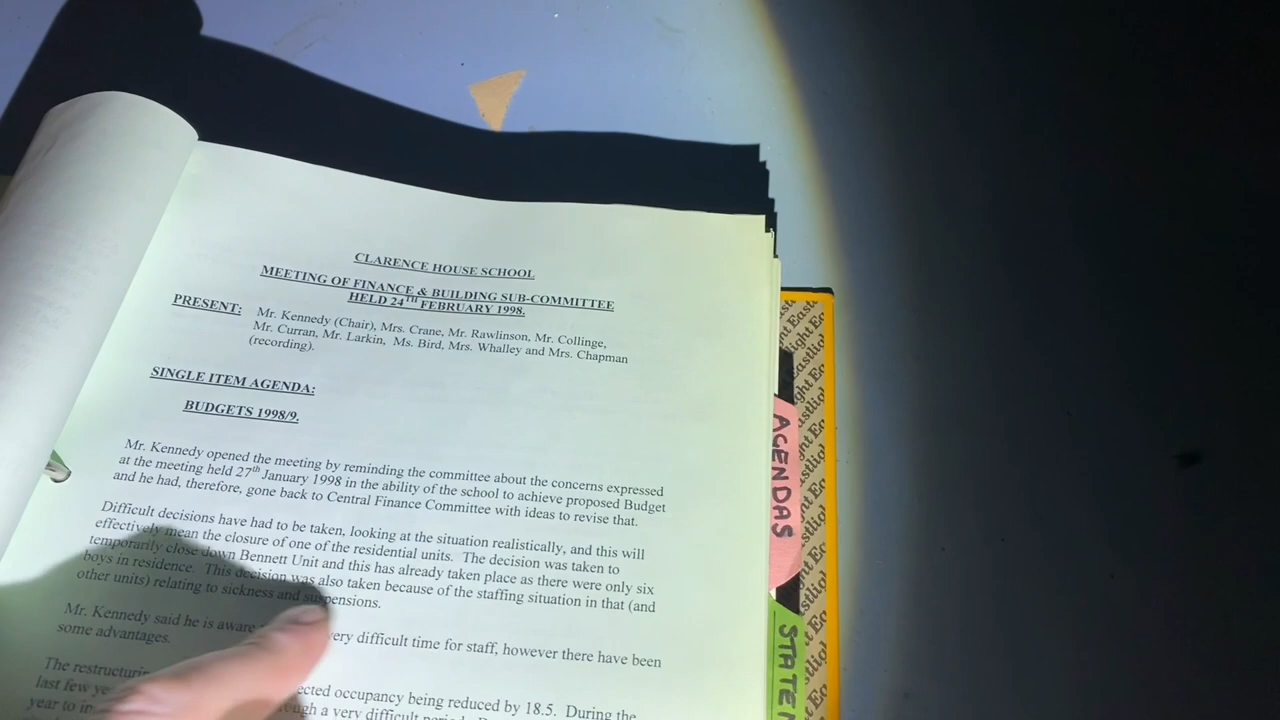 CLARENCE HOUSE SCHOOL
MEETING OF FINANCE & BUILDING SUB-COMMITTEE
HELD 24TH FEBRUARY 1998.
PRESENT: Mr. Kennedy (Chair), Mrs. Crane, Mr. Rawlinson, Mr. Collinge,
Mr. Curran, Mr. Larkin, Ms. Bird, Mrs. Whalley and Mrs. Chapman
(recording).
SINGLE ITEM AGENDA:
BUDGETS 1998/9.
Mr. Kennedy opened the meeting by reminding the committee about the concerns expressed
at the meeting held 27th January 1998 in the ability of the school to achieve proposed Budget
and he had, therefore, gone back to Central Finance Committee with ideas to revise that.
Difficult decisions have had to be taken, looking at the situation realistically, and this will
effectively mean the closure of one of the residential units. The decision was taken to
temporarily close down Bennett Unit and this has already taken place as there were only six
boys in residence. This decision was also taken because of the staffing situation in that (and
other units) relating to sickness and suspensions.
Mr. Kennedy said he is aware very difficult time for staff, however there have been
some advantages.
The occupancy being reduced by 18.5. During the
last few a very difficult
year to
AGENDAS